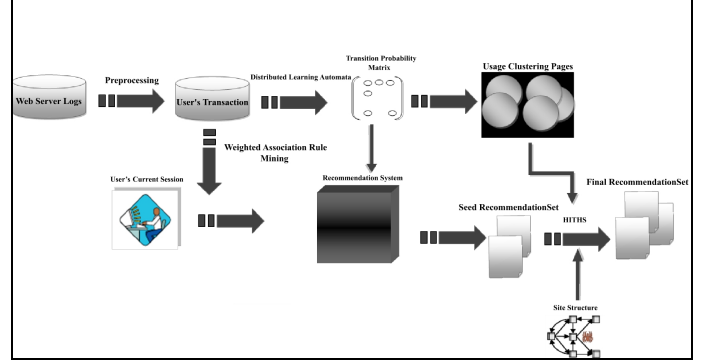 Transition Probability
Matrix
Usage Clustering Pages
Preprocessing
Distributed Learning Automata
Web Server Logs
User's Transaction
Weighted Association Rule
Mining
User's Current Session
Recommendation System
Final RecommendationSet
Seed RecommendationSet
HITHS
Site Structure